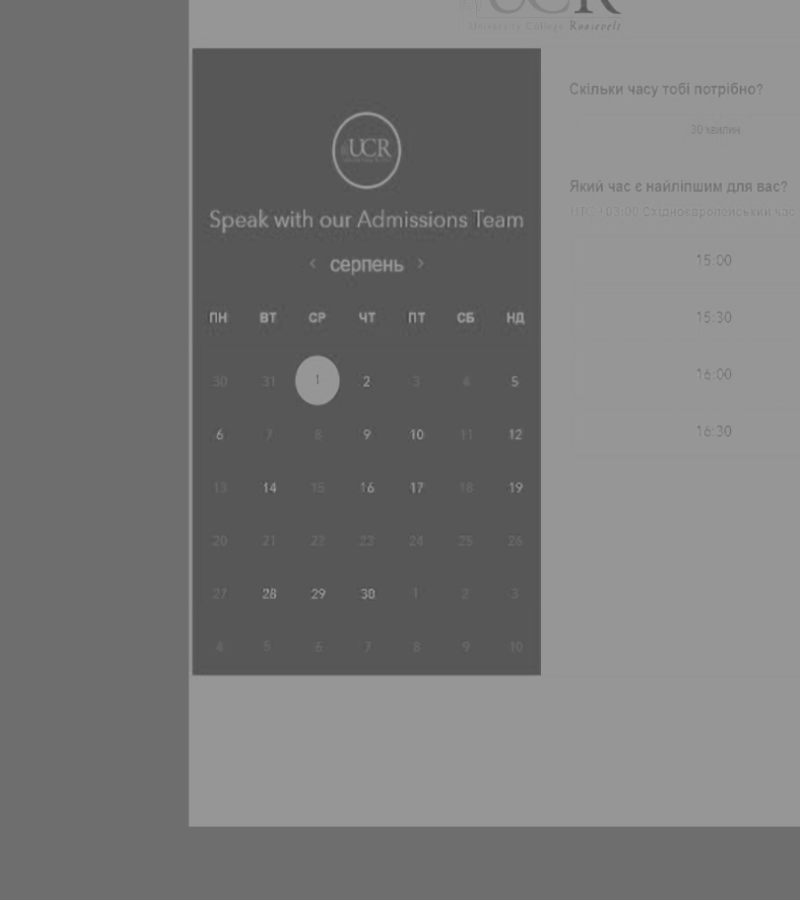 UCR
University College Roosevelt
UCR
Speak with our Admissions Team
< серпень >
ПН ВТ СР ЧТ ПТ СБ НД
30 31 1 2 3 4 5
6 7 8 9 10 11 12
13 14 15 16 17 18 19
20 21 22 23 24 25 26
27 28 29 30 1 2 3
4 5 6 7 8 9 10
Скільки часу тобі потрібно?
30 хвилин
Який час є найліпшим для вас?
UTC +03:00 Східноєвропейський час
15:00
15:30
16:00
16:30